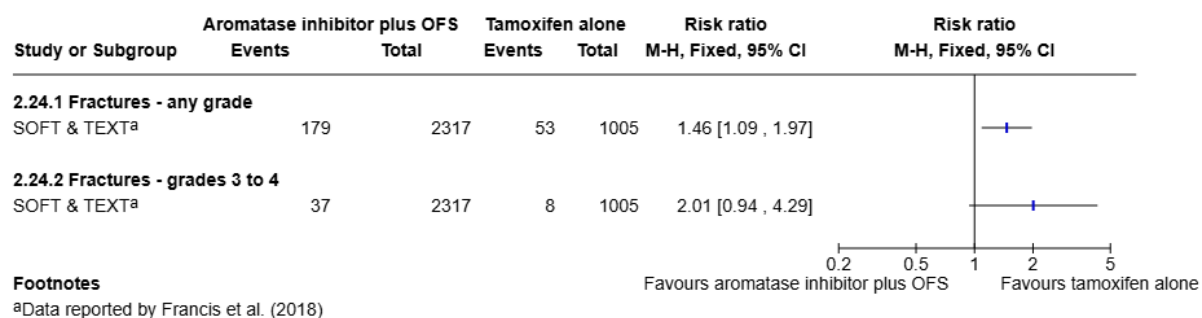 Aromatase inhibitor plus OFS Tamoxifen alone Risk ratio Risk ratio
Study or Subgroup Events Total Events Total M-H, Fixed, 95% CI M-H, Fixed, 95% CI
2.24.1 Fractures - any grade
SOFT & TEXTa 179 2317 53 1005 1.46 [1.09 , 1.97]
2.24.2 Fractures - grades 3 to 4
SOFT & TEXTa 37 2317 8 1005 2.01 [0.94 , 4.29]
0.2 0.5 1 2 5
Footnotes Favours aromatase inhibitor plus OFS Favours tamoxifen alone
aData reported by Francis et al. (2018)